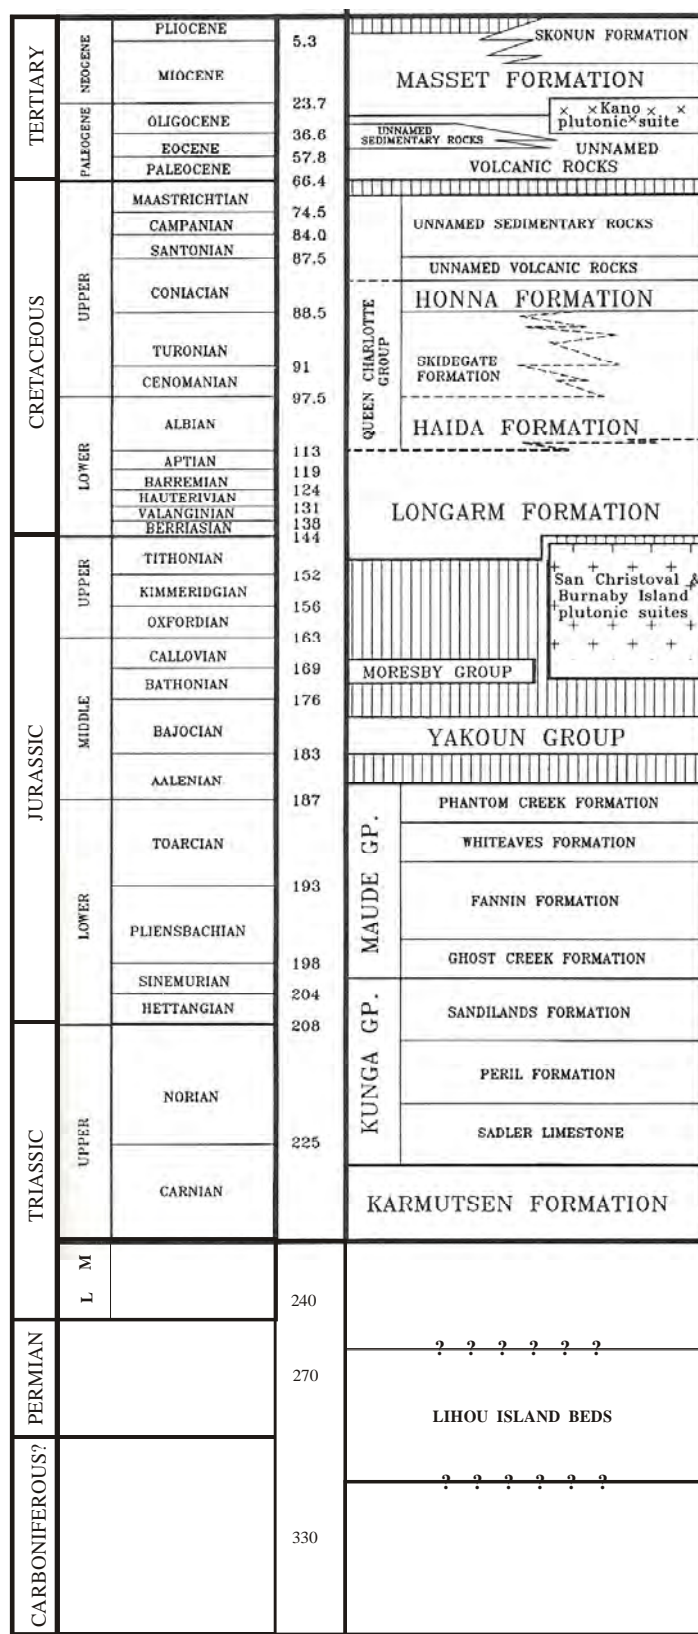 TERTIARY
NEOGENE
PLIOCENE
5.3
MIOCENE
23.7
PALEOGENE
OLIGOCENE
36.6
EOCENE
57.8
PALEOCENE
66.4
CRETACEOUS
UPPER
MAASTRICHTIAN
74.5
CAMPANIAN
84.0
SANTONIAN
87.5
CONIACIAN
88.5
TURONIAN
91
CENOMANIAN
97.5
LOWER
ALBIAN
113
APTIAN
119
BARREMIAN
124
HAUTERIVIAN
131
VALANGINIAN
138
BERRIASIAN
144
JURASSIC
UPPER
TITHONIAN
152
KIMMERIDGIAN
156
OXFORDIAN
163
MIDDLE
CALLOVIAN
169
BATHONIAN
176
BAJOCIAN
183
AALENIAN
187
LOWER
TOARCIAN
193
PLIENSBACHIAN
198
SINEMURIAN
204
HETTANGIAN
208
TRIASSIC
UPPER
NORIAN
225
CARNIAN
M
L
240
PERMIAN
270
CARBONIFEROUS?
330
SKONUN FORMATION
MASSET FORMATION
Kano
plutonic suite
UNNAMED
SEDIMENTARY ROCKS
UNNAMED
VOLCANIC ROCKS
UNNAMED SEDIMENTARY ROCKS
UNNAMED VOLCANIC ROCKS
QUEEN CHARLOTTE
GROUP
HONNA FORMATION
SKIDEGATE
FORMATION
HAIDA FORMATION
LONGARM FORMATION
San Christoval &
Burnaby Island
plutonic suites
MORESBY GROUP
YAKOUN GROUP
MAUDE GP.
PHANTOM CREEK FORMATION
WHITEAVES FORMATION
FANNIN FORMATION
GHOST CREEK FORMATION
KUNGA GP.
SANDILANDS FORMATION
PERIL FORMATION
SADLER LIMESTONE
KARMUTSEN FORMATION
? ? ? ? ? ?
LIHOU ISLAND BEDS
? ? ? ? ? ?